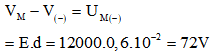 V_M − V_(−) = U_M(−)
= E.d = 12000.0,6.10⁻² = 72V